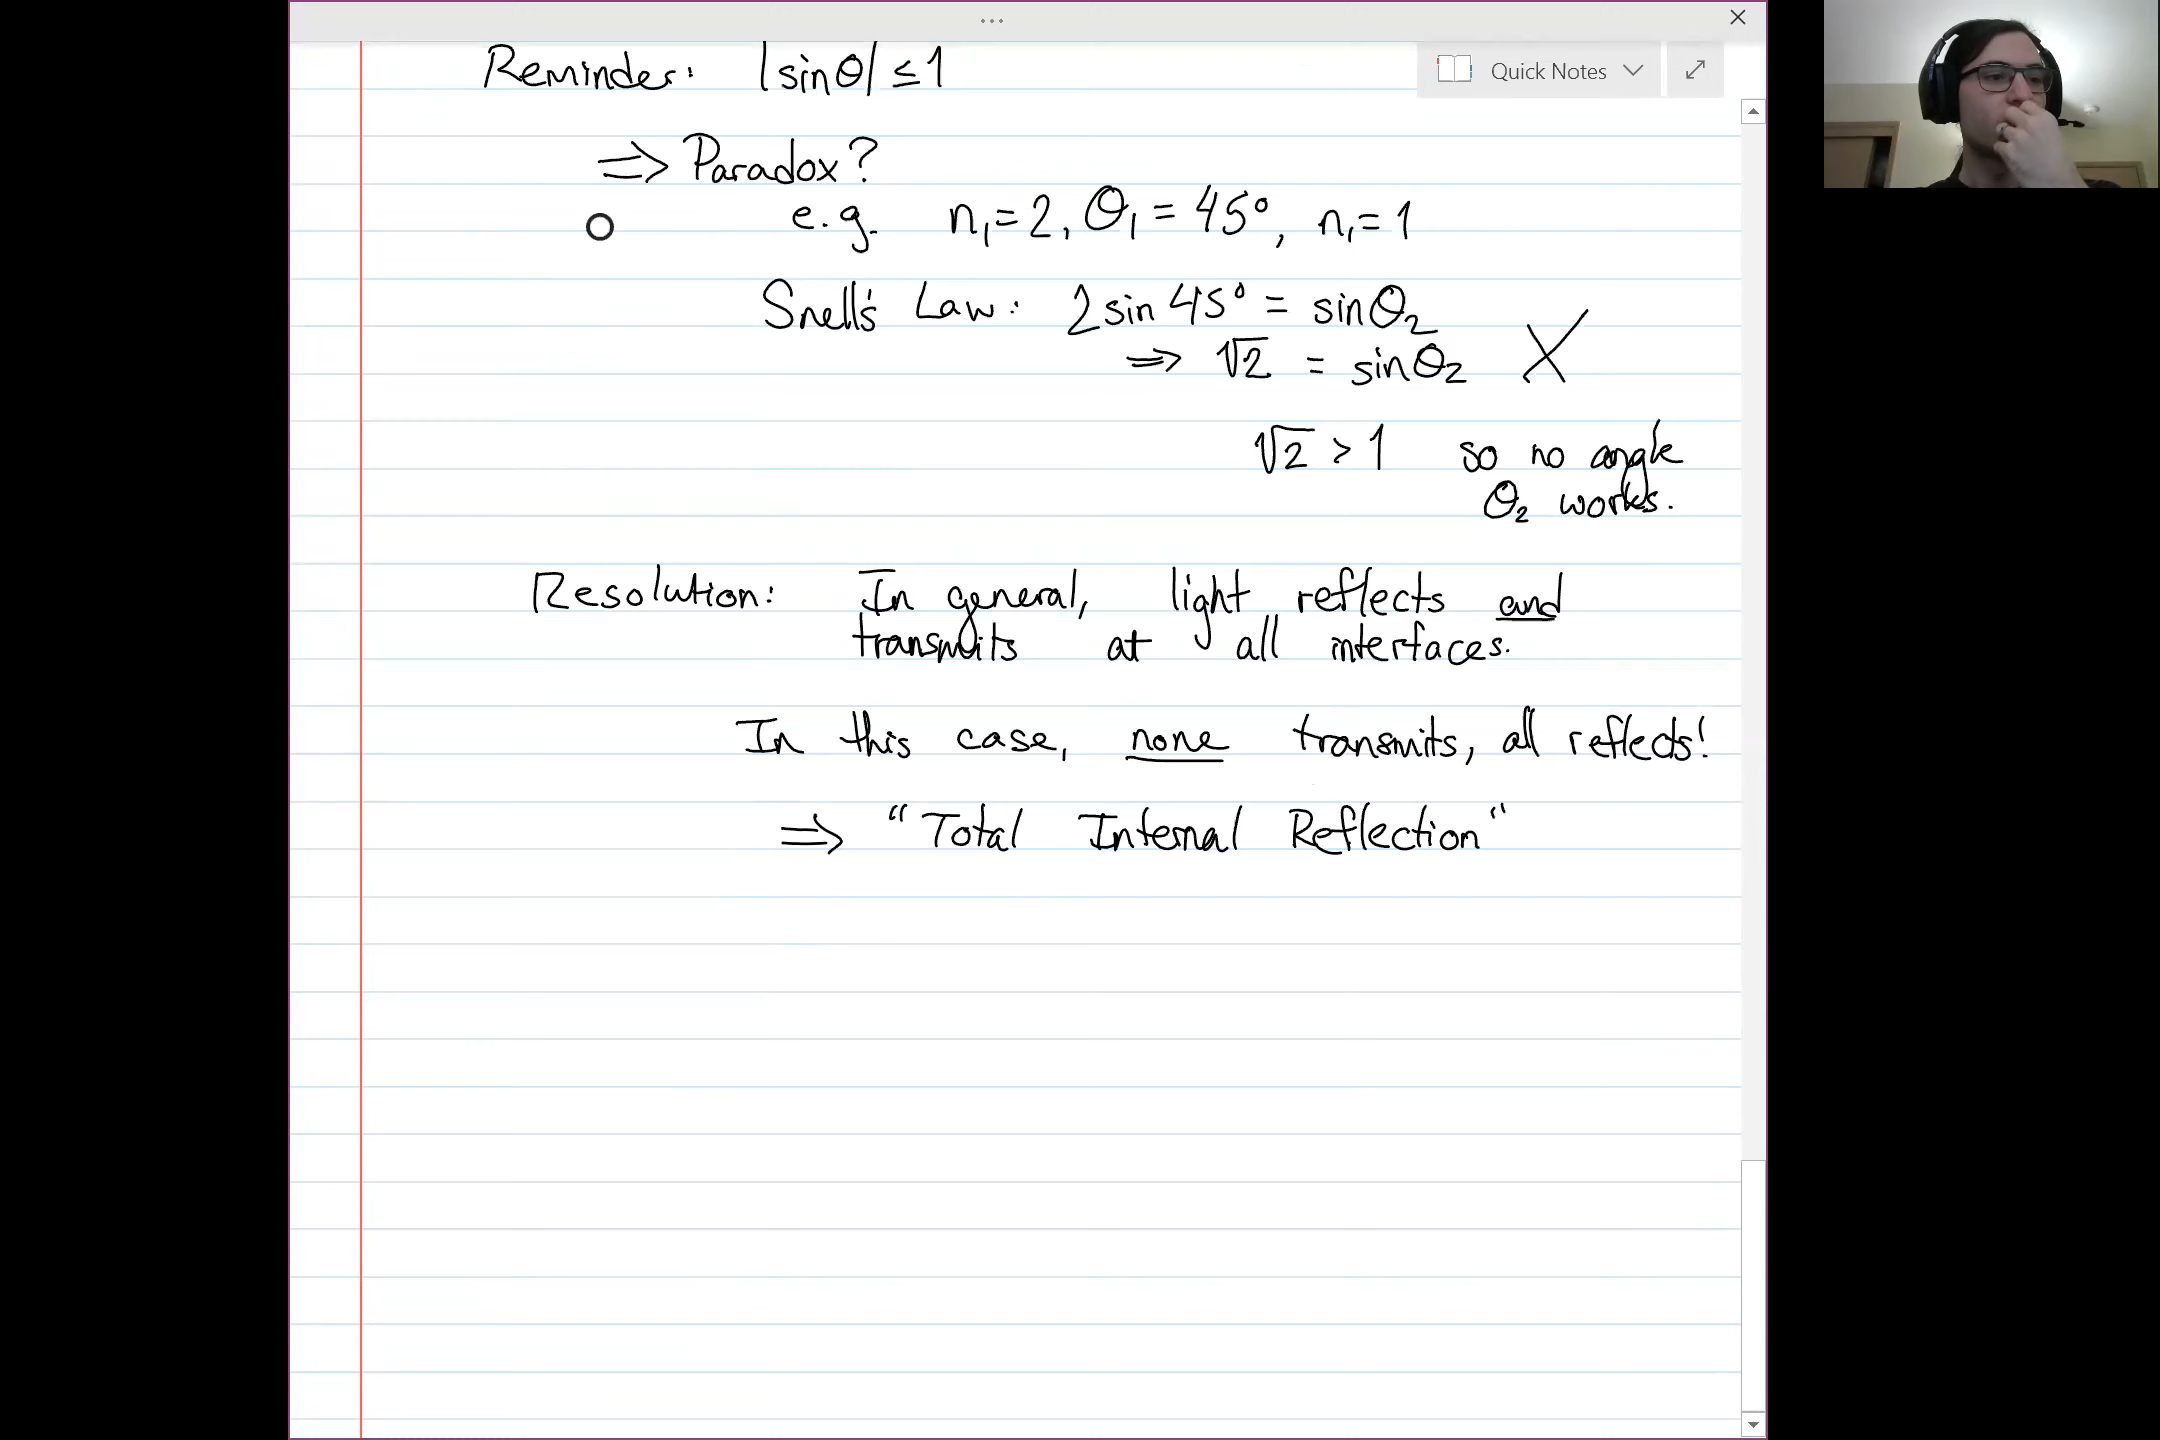 Reminder: |sinθ| ≤ 1
Quick Notes
⇒ Paradox?
e.g. n₁ = 2, θ₁ = 45°, n₁ = 1
Snell's Law: 2 sin 45° = sinθ₂
⇒ √2 = sinθ₂ X
√2 > 1 so no angle
θ₂ works.
Resolution: In general, light reflects and
transmits at all interfaces.
In this case, none transmits, all reflects!
⇒ "Total Internal Reflection"